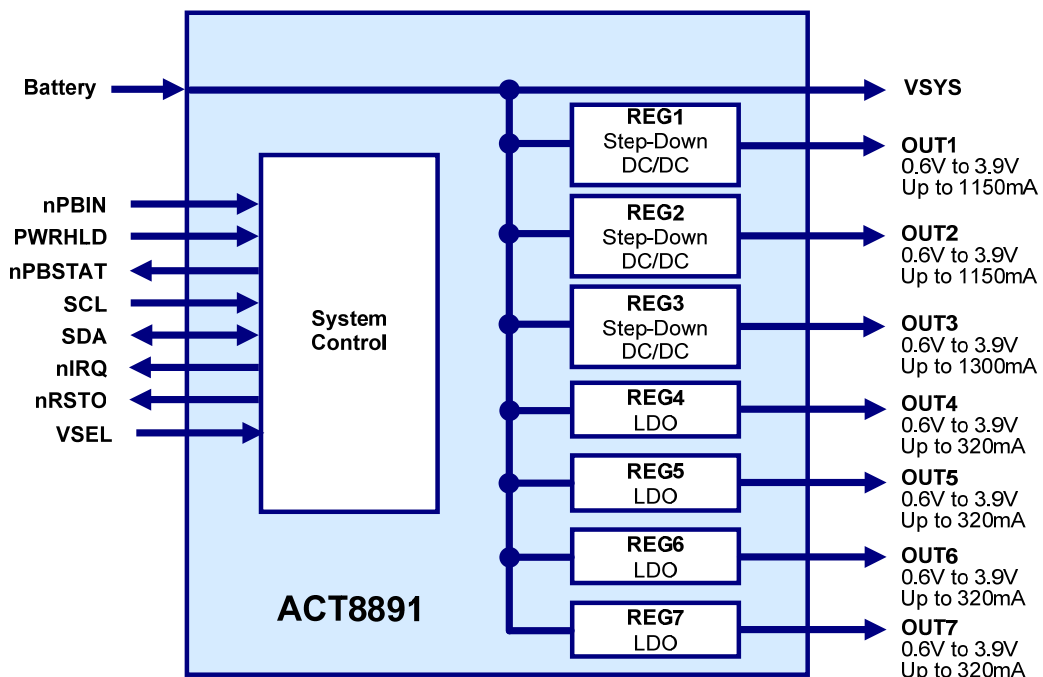 Battery
nPBIN
PWRHLD
nPBSTAT
SCL
SDA
nIRQ
nRSTO
VSEL
System
Control
ACT8891
REG1
Step-Down
DC/DC
REG2
Step-Down
DC/DC
REG3
Step-Down
DC/DC
REG4
LDO
REG5
LDO
REG6
LDO
REG7
LDO
VSYS
OUT1
0.6V to 3.9V
Up to 1150mA
OUT2
0.6V to 3.9V
Up to 1150mA
OUT3
0.6V to 3.9V
Up to 1300mA
OUT4
0.6V to 3.9V
Up to 320mA
OUT5
0.6V to 3.9V
Up to 320mA
OUT6
0.6V to 3.9V
Up to 320mA
OUT7
0.6V to 3.9V
Up to 320mA